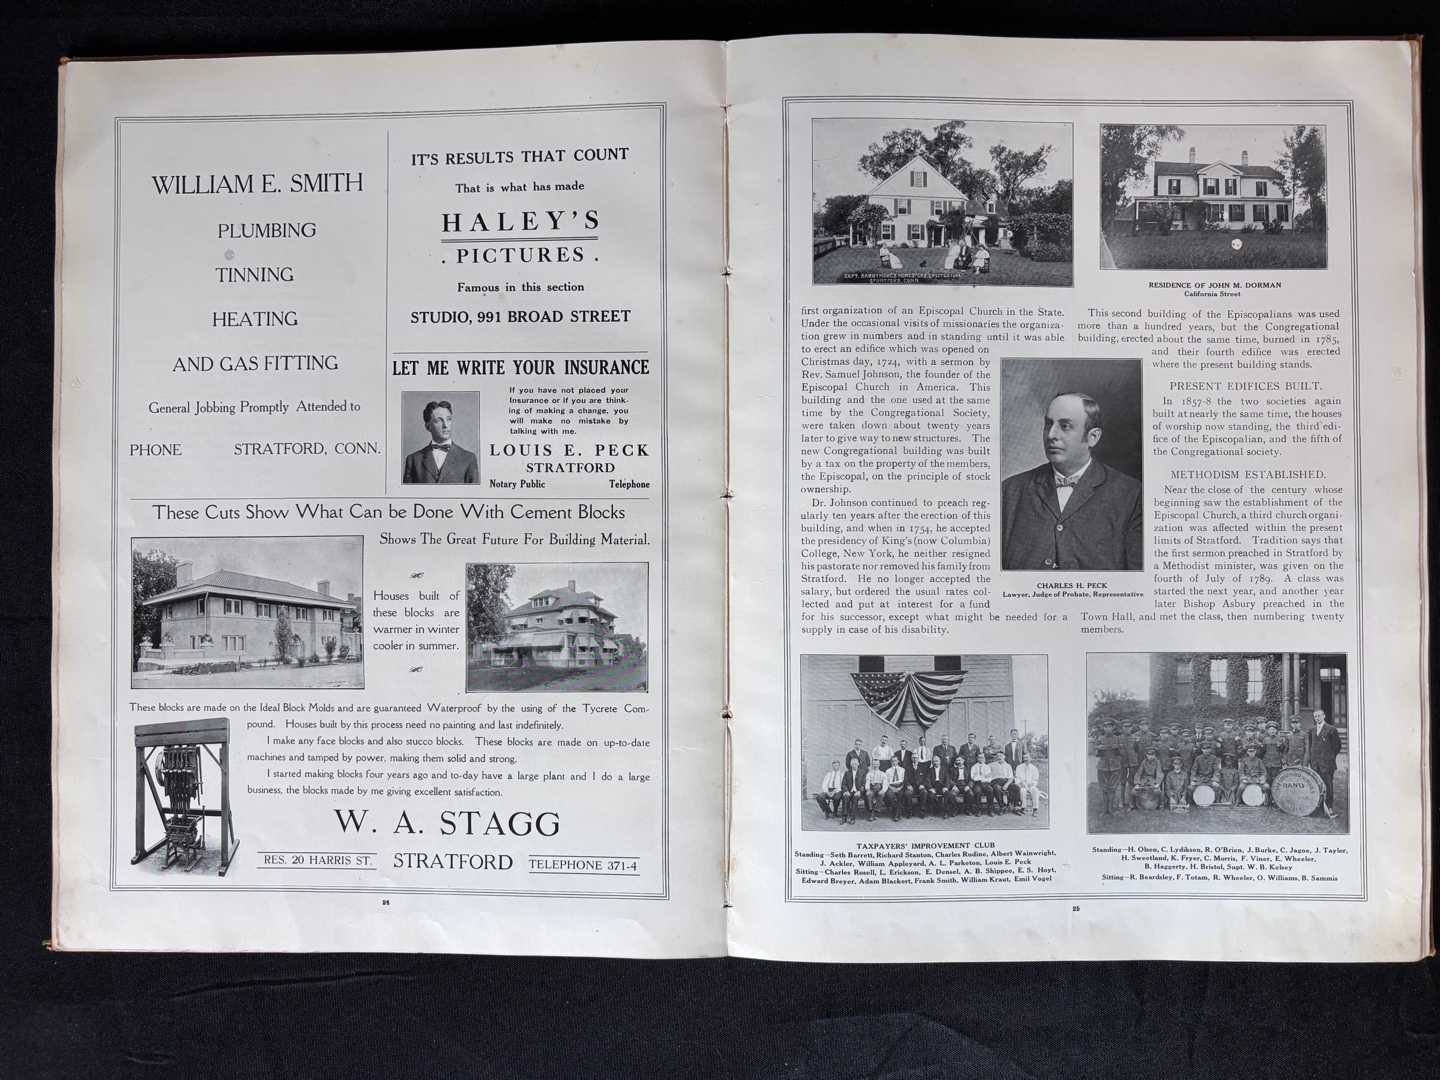 WILLIAM E. SMITH
PLUMBING
TINNING
HEATING
AND GAS FITTING
General Jobbing Promptly Attended to
PHONE STRATFORD, CONN.
IT'S RESULTS THAT COUNT
That is what has made
HALEY'S
. PICTURES .
Famous in this section
STUDIO, 991 BROAD STREET
LET ME WRITE YOUR INSURANCE
If you have not placed your
Insurance or if you are think-
ing of making a change, you
will make no mistake by
talking with me.
LOUIS E. PECK
STRATFORD
Notary Public Telephone
These Cuts Show What Can be Done With Cement Blocks
Shows The Great Future For Building Material.
Houses built of
these blocks are
warmer in winter
cooler in summer.
These blocks are made on the Ideal Block Molds and are guaranteed Waterproof by the using of the Tycrete Com-
pound. Houses built by this process need no painting and last indefinitely.
I make any face blocks and also stucco blocks. These blocks are made on up-to-date
machines and tamped by power, making them solid and strong.
I started making blocks four years ago and to-day have a large plant and I do a large
business, the blocks made by me giving excellent satisfaction.
W. A. STAGG
RES. 20 HARRIS ST. STRATFORD TELEPHONE 371-4
24
STRATFORD, CONN.
RESIDENCE OF JOHN M. DORMAN
California Street
first organization of an Episcopal Church in the State.
Under the occasional visits of missionaries the organiza-
tion grew in numbers and in standing until it was able
to erect an edifice which was opened on
Christmas day, 1724, with a sermon by
Rev. Samuel Johnson, the founder of the
Episcopal Church in America. This
building and the one used at the same
time by the Congregational Society,
were taken down about twenty years
later to give way to new structures. The
new Congregational building was built
by a tax on the property of the members,
the Episcopal, on the principle of stock
ownership.
Dr. Johnson continued to preach reg-
ularly ten years after the erection of this
building, and when in 1754, he accepted
the presidency of King's (now Columbia)
College, New York, he neither resigned
his pastorate nor removed his family from
Stratford. He no longer accepted the
salary, but ordered the usual rates col-
lected and put at interest for a fund
for his successor, except what might be needed for a
supply in case of his disability.
CHARLES H. PECK
Lawyer, Judge of Probate, Representative
This second building of the Episcopalians was used
more than a hundred years, but the Congregational
building, erected about the same time, burned in 1785,
and their fourth edifice was erected
where the present building stands.
PRESENT EDIFICES BUILT.
In 1857-8 the two societies again
built at nearly the same time, the houses
of worship now standing, the third edi-
fice of the Episcopalian, and the fifth of
the Congregational society.
METHODISM ESTABLISHED.
Near the close of the century whose
beginning saw the establishment of the
Episcopal Church, a third church organi-
zation was affected within the present
limits of Stratford. Tradition says that
the first sermon preached in Stratford by
a Methodist minister, was given on the
fourth of July of 1789. A class was
started the next year, and another year
later Bishop Asbury preached in the
Town Hall, and met the class, then numbering twenty
members.
BAND
TAXPAYERS' IMPROVEMENT CLUB
Standing—Seth Barrett, Richard Stanton, Charles Rudine, Albert Wainwright,
J. Ackler, William Appleyard, A. L. Parketon, Louis E. Peck
Sitting—Charles Rosell, L. Erickson, E. Densel, A. B. Shippee, E. S. Hoyt,
Edward Breyer, Adam Blackert, Frank Smith, William Kraut, Emil Vogel
Standing—H. Olsen, C. Lydiksen, R. O'Brien, J. Burke, C. Jagoe, J. Taylor,
H. Sweetland, K. Fryer, C. Morris, F. Viner, E. Wheeler,
B. Haggerty, H. Bristol, Supt. W. B. Kelsey
Sitting—R. Beardsley, F. Totam, R. Wheeler, O. Williams, B. Sammis
25